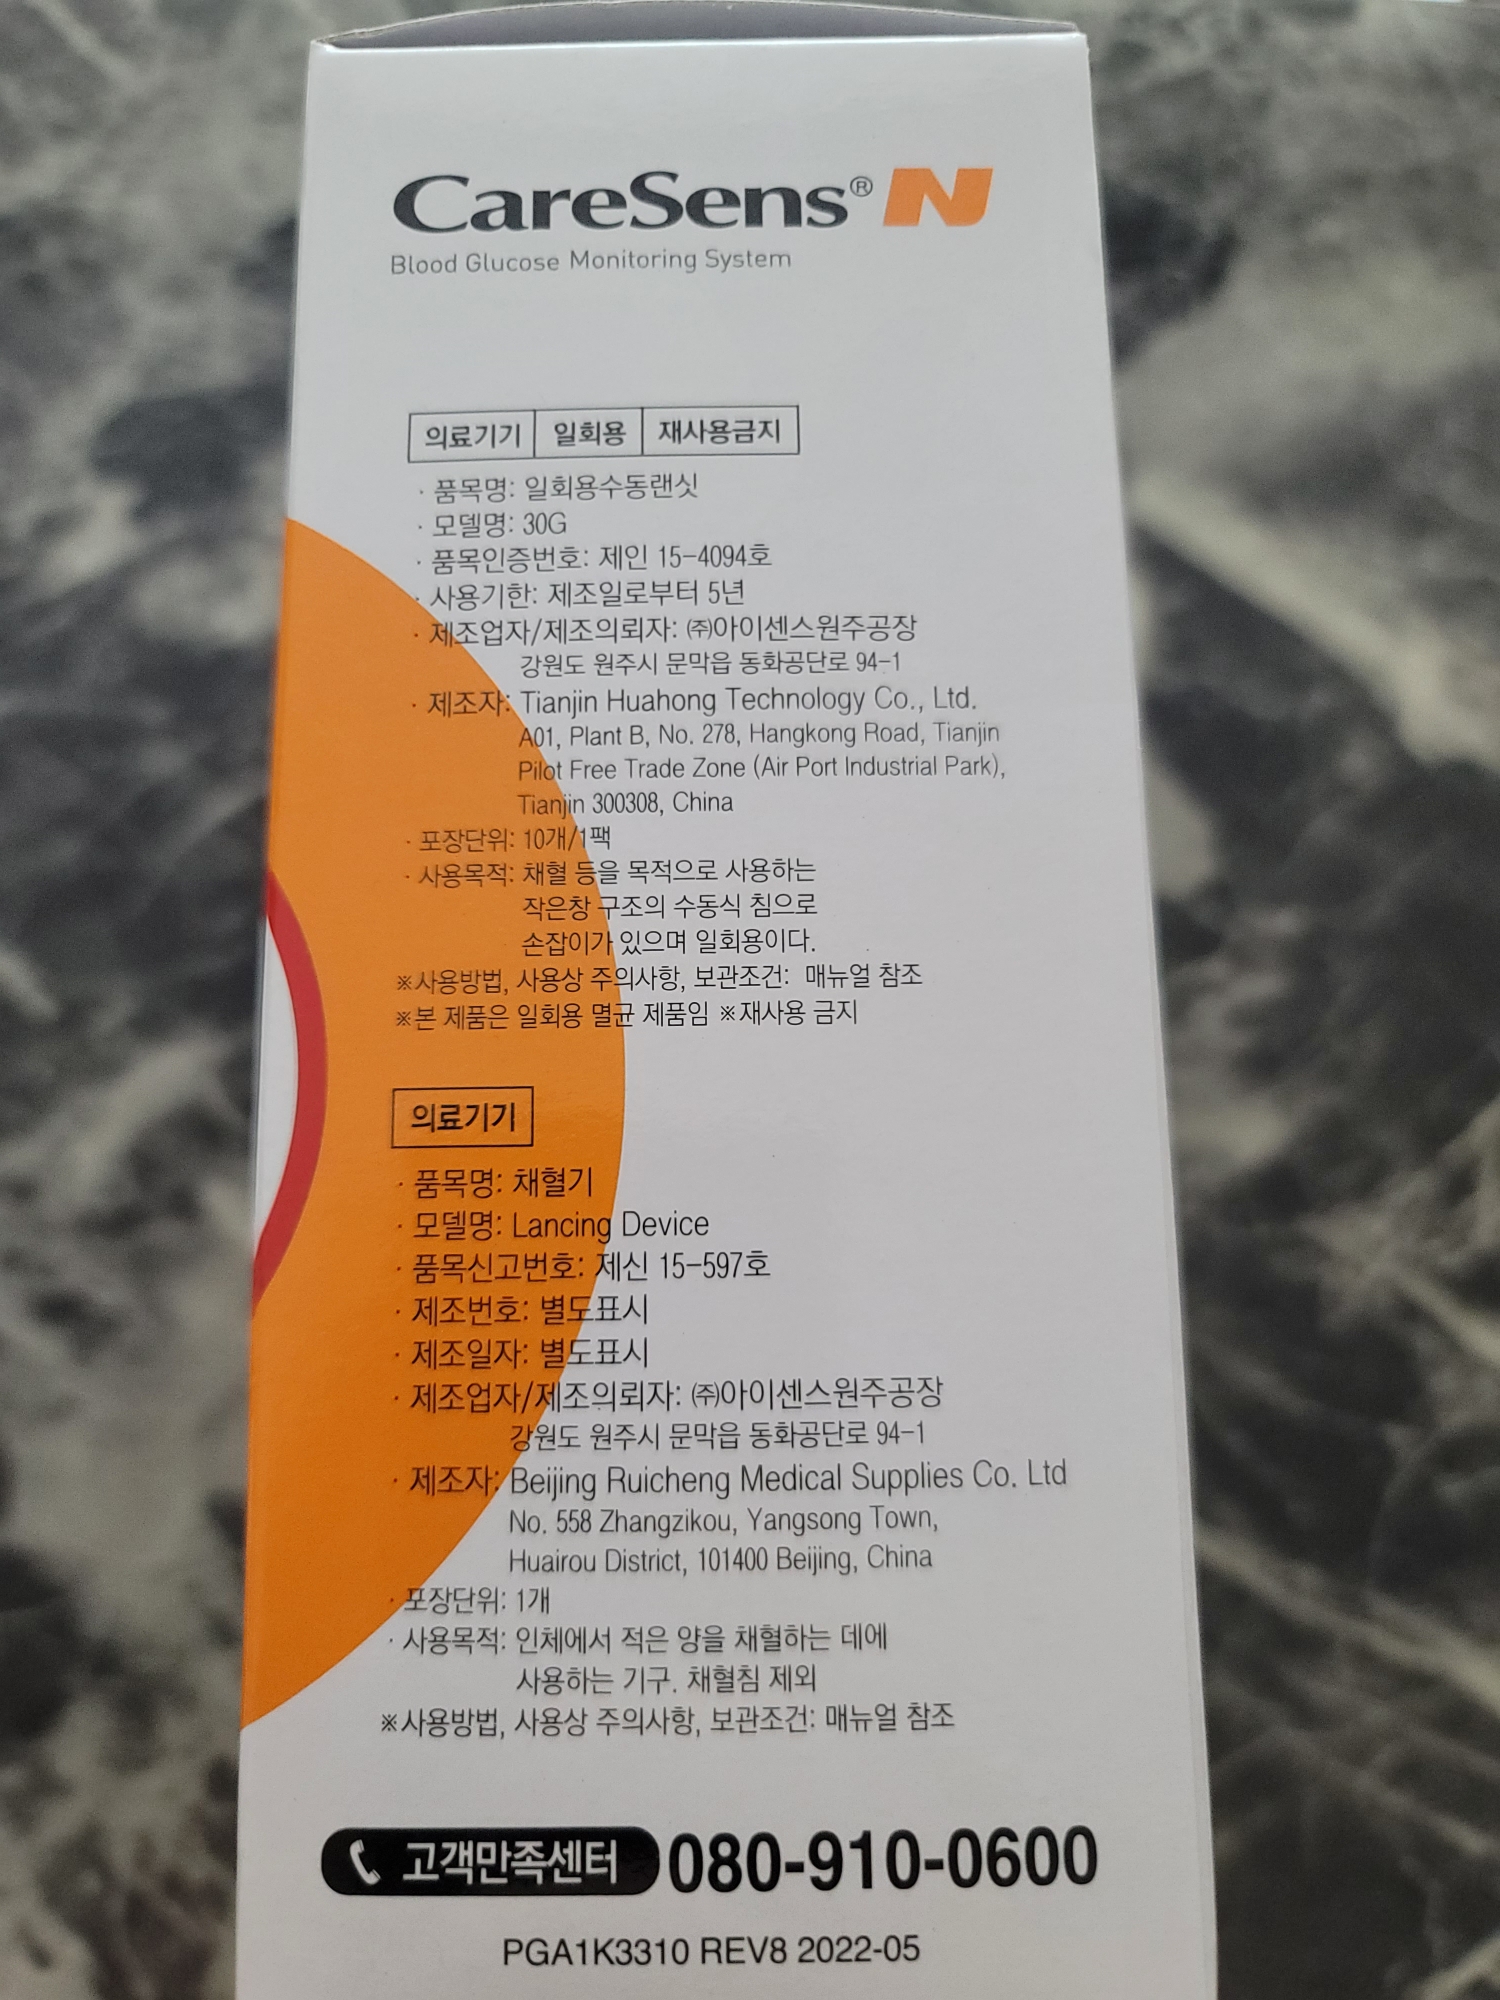 CareSens® N
Blood Glucose Monitoring System
의료기기 일회용 재사용금지
· 품목명: 일회용수동랜싯
· 모델명: 30G
· 품목인증번호: 제인 15-4094호
· 사용기한: 제조일로부터 5년
· 제조업자/제조의뢰자: ㈜아이센스원주공장
강원도 원주시 문막읍 동화공단로 94-1
· 제조자: Tianjin Huahong Technology Co., Ltd.
A01, Plant B, No. 278, Hangkong Road, Tianjin
Pilot Free Trade Zone (Air Port Industrial Park),
Tianjin 300308, China
· 포장단위: 10개/1팩
· 사용목적: 채혈 등을 목적으로 사용하는
작은창 구조의 수동식 침으로
손잡이가 있으며 일회용이다.
※사용방법, 사용상 주의사항, 보관조건: 매뉴얼 참조
※본 제품은 일회용 멸균 제품임 ※재사용 금지
의료기기
· 품목명: 채혈기
· 모델명: Lancing Device
· 품목신고번호: 제신 15-597호
· 제조번호: 별도표시
· 제조일자: 별도표시
· 제조업자/제조의뢰자: ㈜아이센스원주공장
강원도 원주시 문막읍 동화공단로 94-1
· 제조자: Beijing Ruicheng Medical Supplies Co. Ltd
No. 558 Zhangzikou, Yangsong Town,
Huairou District, 101400 Beijing, China
· 포장단위: 1개
· 사용목적: 인체에서 적은 양을 채혈하는 데에
사용하는 기구. 채혈침 제외
※사용방법, 사용상 주의사항, 보관조건: 매뉴얼 참조
고객만족센터 080-910-0600
PGA1K3310 REV8 2022-05